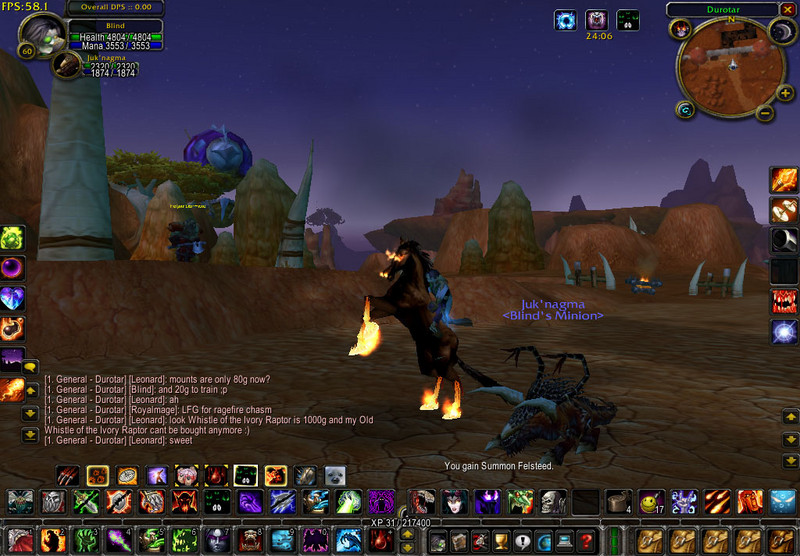 FPS:58.1
Overall DPS :: 0.00
Durotar
Blind
Health 4804 / 4804
Mana 3553 / 3553
60
Juk'nagma
2320 / 2320
1874 / 1874
N
24:06
Juk'nagma
<Blind's Minion>
[1. General - Durotar] [Leonard]: mounts are only 80g now?
[1. General - Durotar] [Blind]: and 20g to train ;p
[1. General - Durotar] [Leonard]: ah
[1. General - Durotar] [Royalmage]: LFG for ragefire chasm
[1. General - Durotar] [Leonard]: look Whistle of the Ivory Raptor is 1000g and my Old
Whistle of the Ivory Raptor cant be bought anymore :)
[1. General - Durotar] [Leonard]: sweet
You gain Summon Felsteed.
4
17
XP 31 / 217400